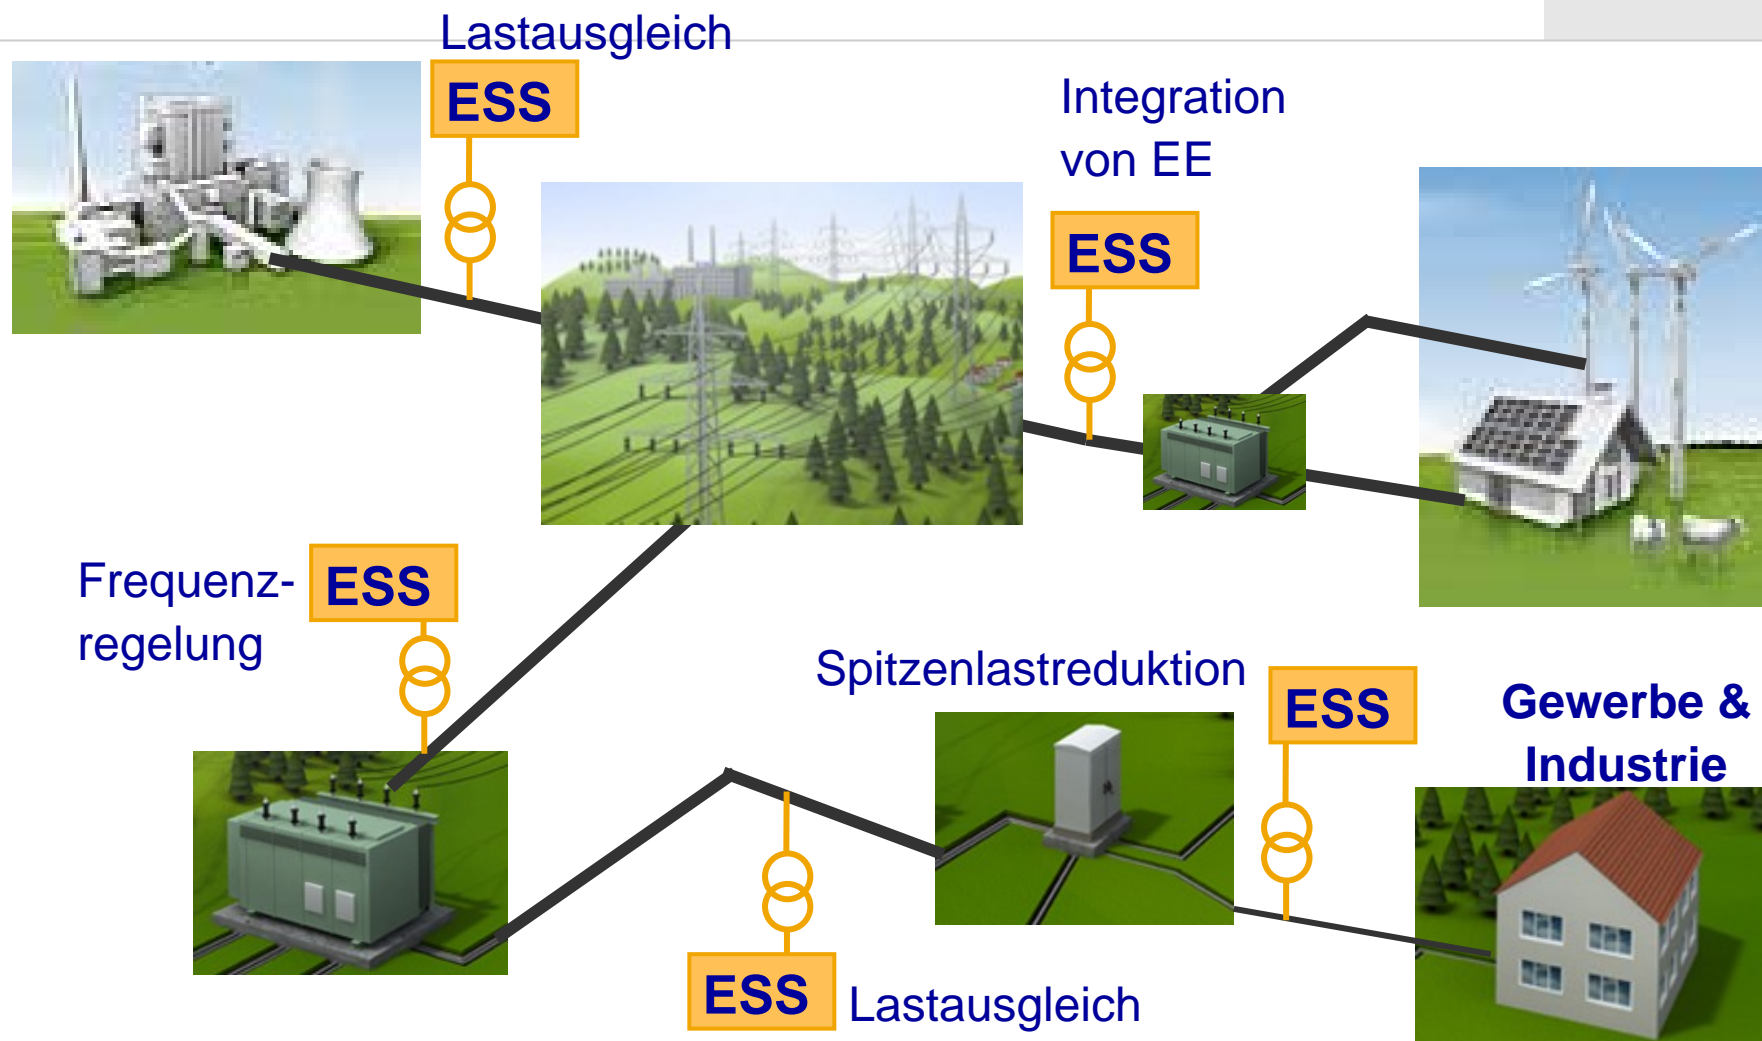 Lastausgleich
ESS
Integration
von EE
ESS
Frequenz-
regelung
ESS
Spitzenlastreduktion
ESS
Gewerbe &
Industrie
ESS
Lastausgleich